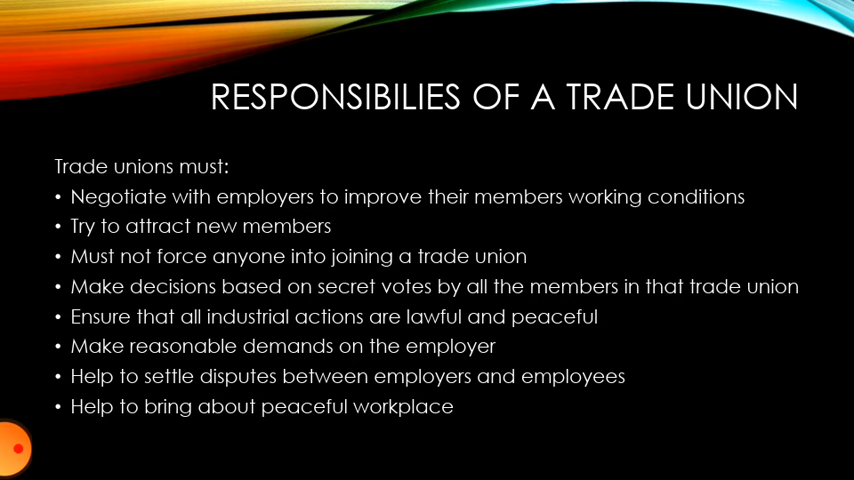 RESPONSIBILIES OF A TRADE UNION
Trade unions must:
• Negotiate with employers to improve their members working conditions
• Try to attract new members
• Must not force anyone into joining a trade union
• Make decisions based on secret votes by all the members in that trade union
• Ensure that all industrial actions are lawful and peaceful
• Make reasonable demands on the employer
• Help to settle disputes between employers and employees
• Help to bring about peaceful workplace